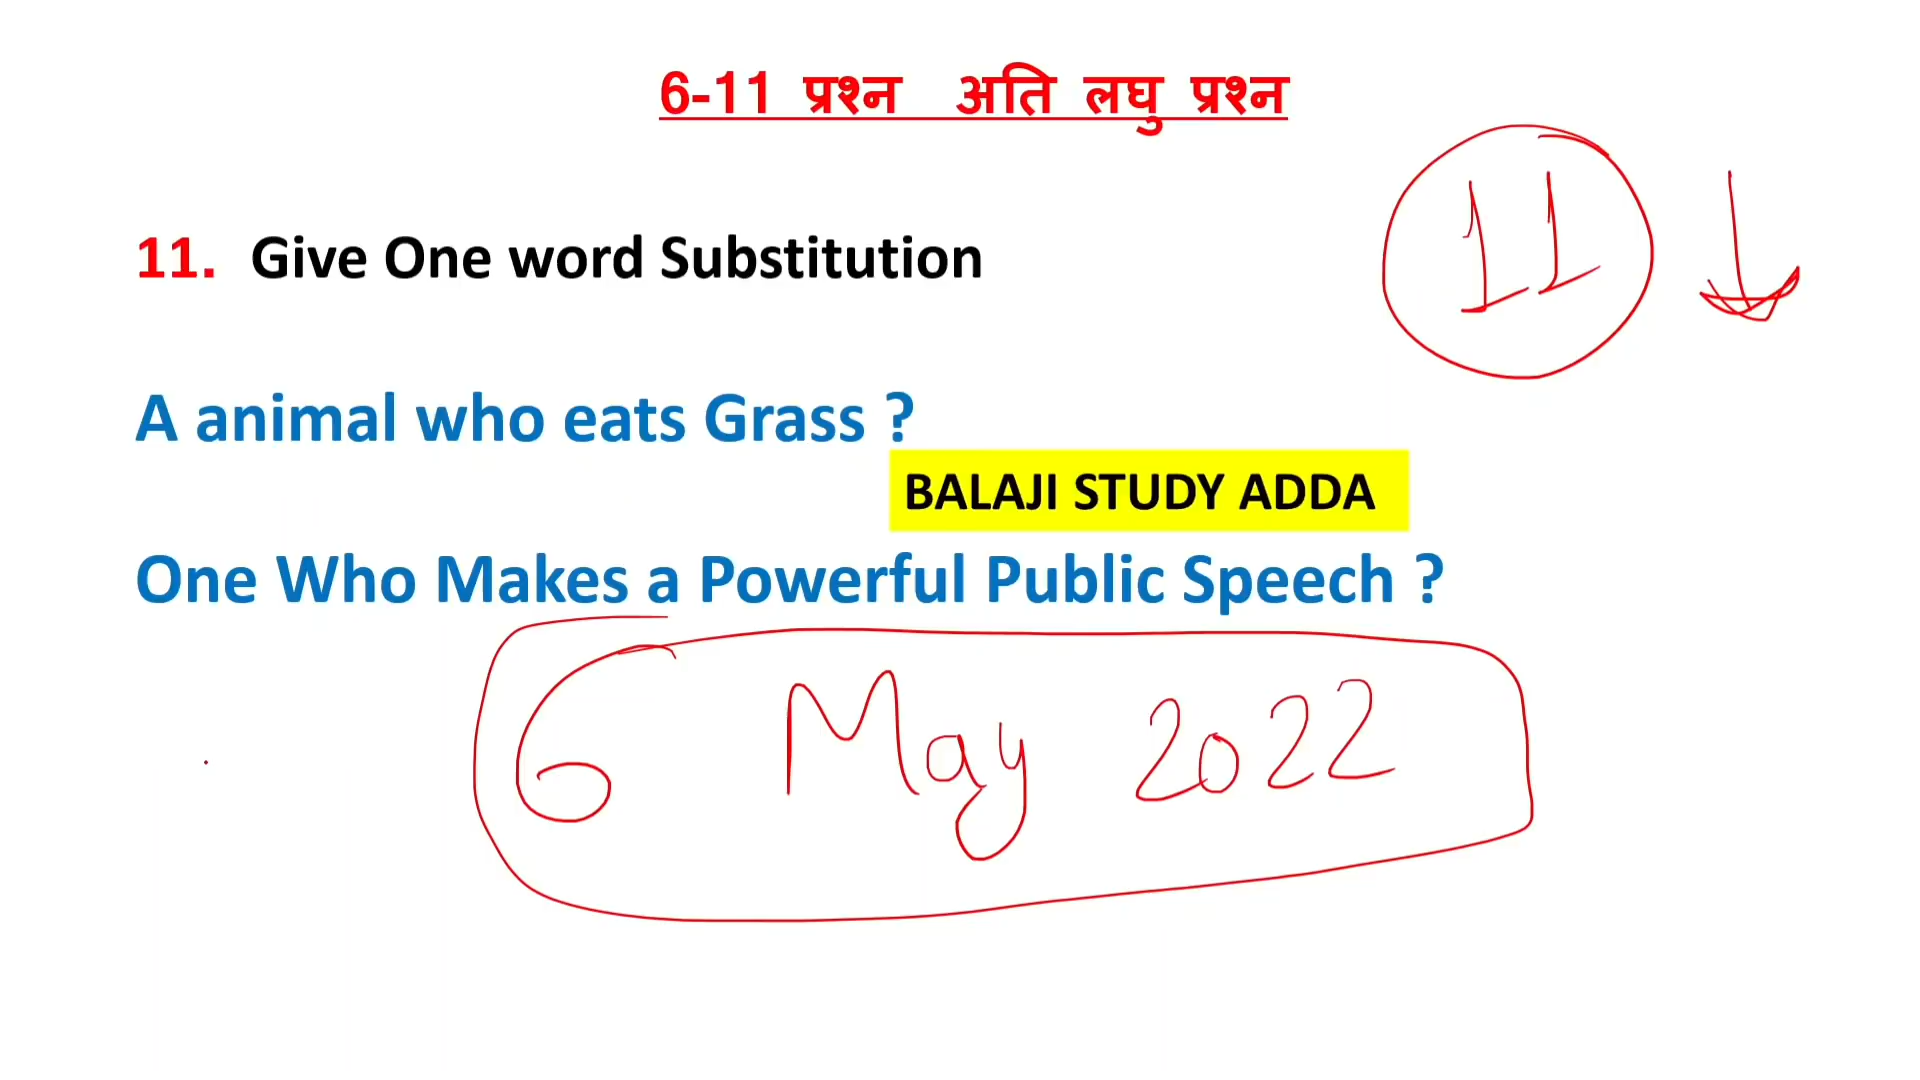 6-11 प्रश्न अति लघु प्रश्न
11
11. Give One word Substitution
A animal who eats Grass ?
BALAJI STUDY ADDA
One Who Makes a Powerful Public Speech ?
6 May 2022